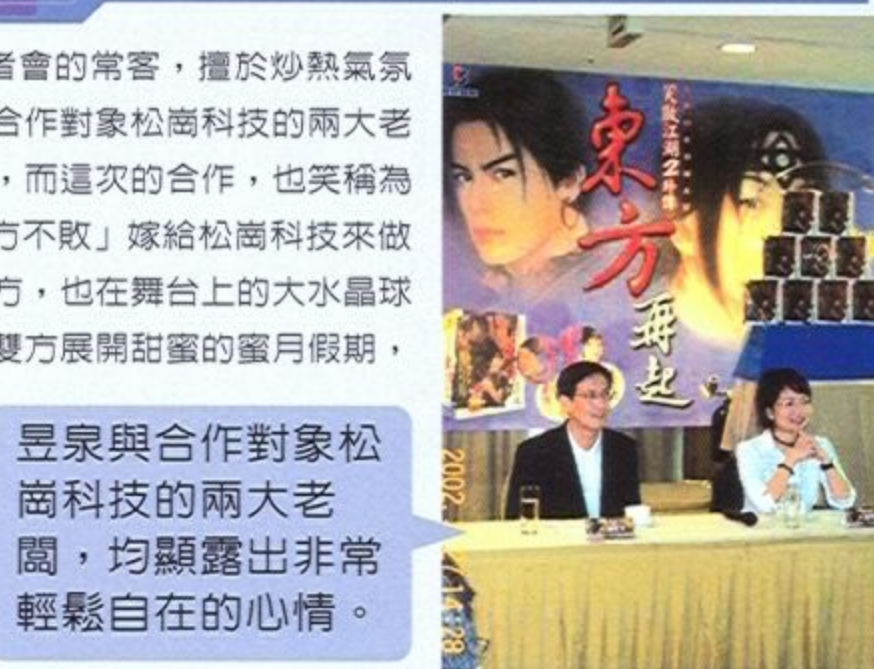 者會的常客，擅於炒熱氣氛
合作對象松崗科技的兩大老
，而這次的合作，也笑稱為
方不敗」嫁給松崗科技來做
方，也在舞台上的大水晶球
雙方展開甜蜜的蜜月假期，
昱泉與合作對象松
崗科技的兩大老
闆，均顯露出非常
輕鬆自在的心情。
笑傲江湖2外傳
東方
再起
2002
14:28